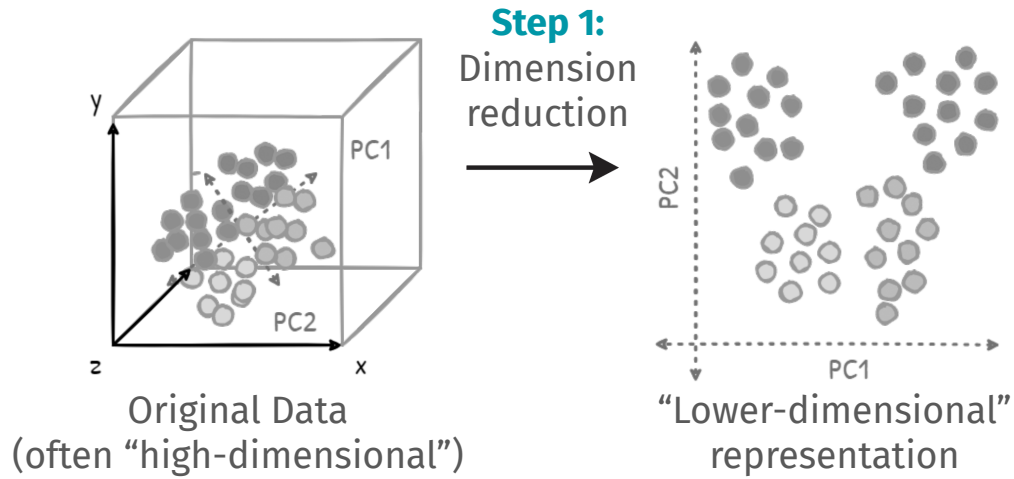 Step 1:
Dimension
reduction
y
PC1
PC2
z
x
Original Data
(often “high-dimensional”)
PC2
PC1
“Lower-dimensional”
representation